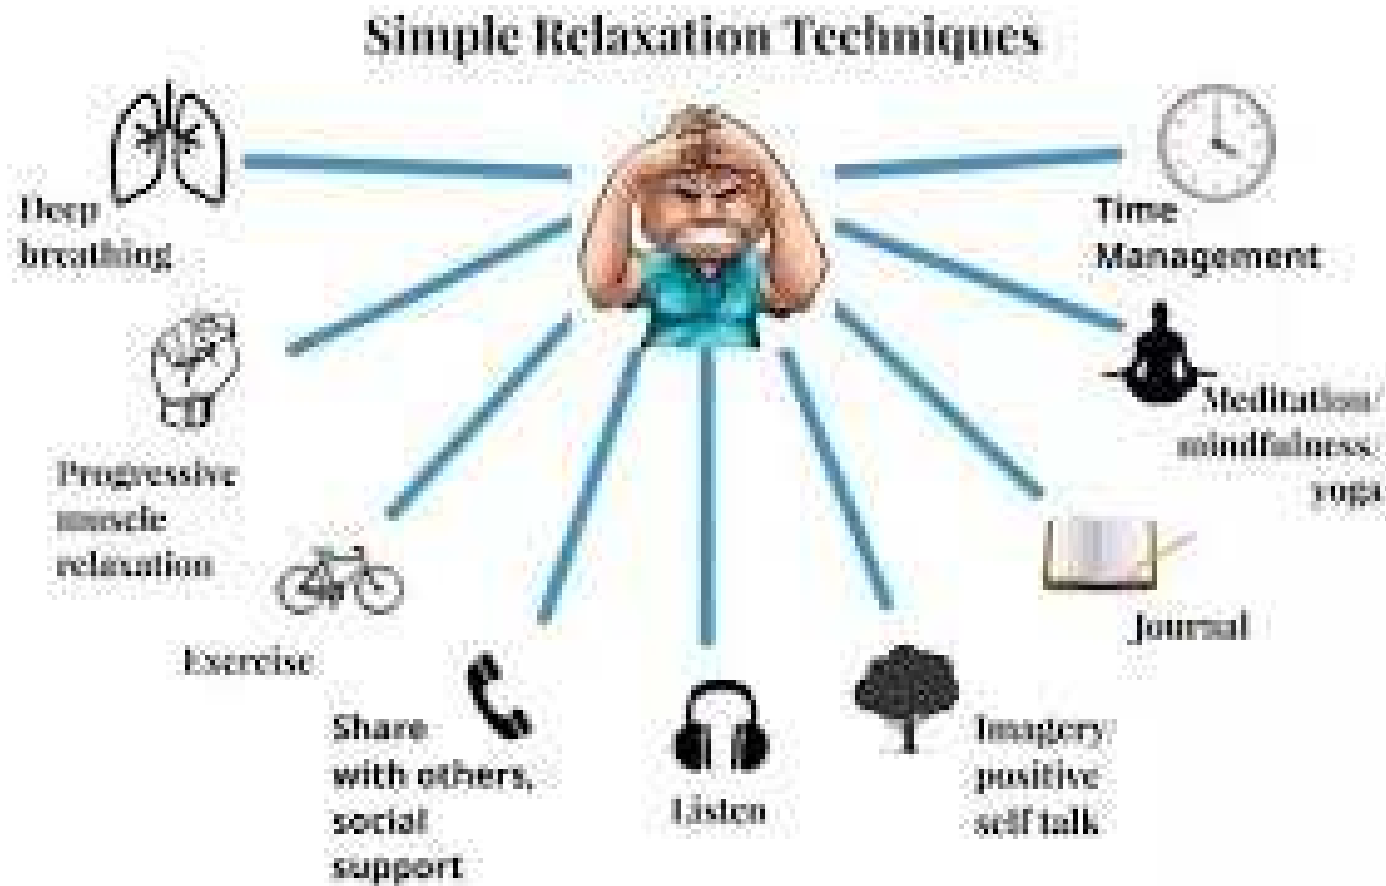 Simple Relaxation Techniques
Deep
breathing
Progressive
muscle
relaxation
Exercise
Share
with others,
social
support
Listen
Imagery/
positive
self talk
Journal
Meditation/
mindfulness/
yoga
Time
Management